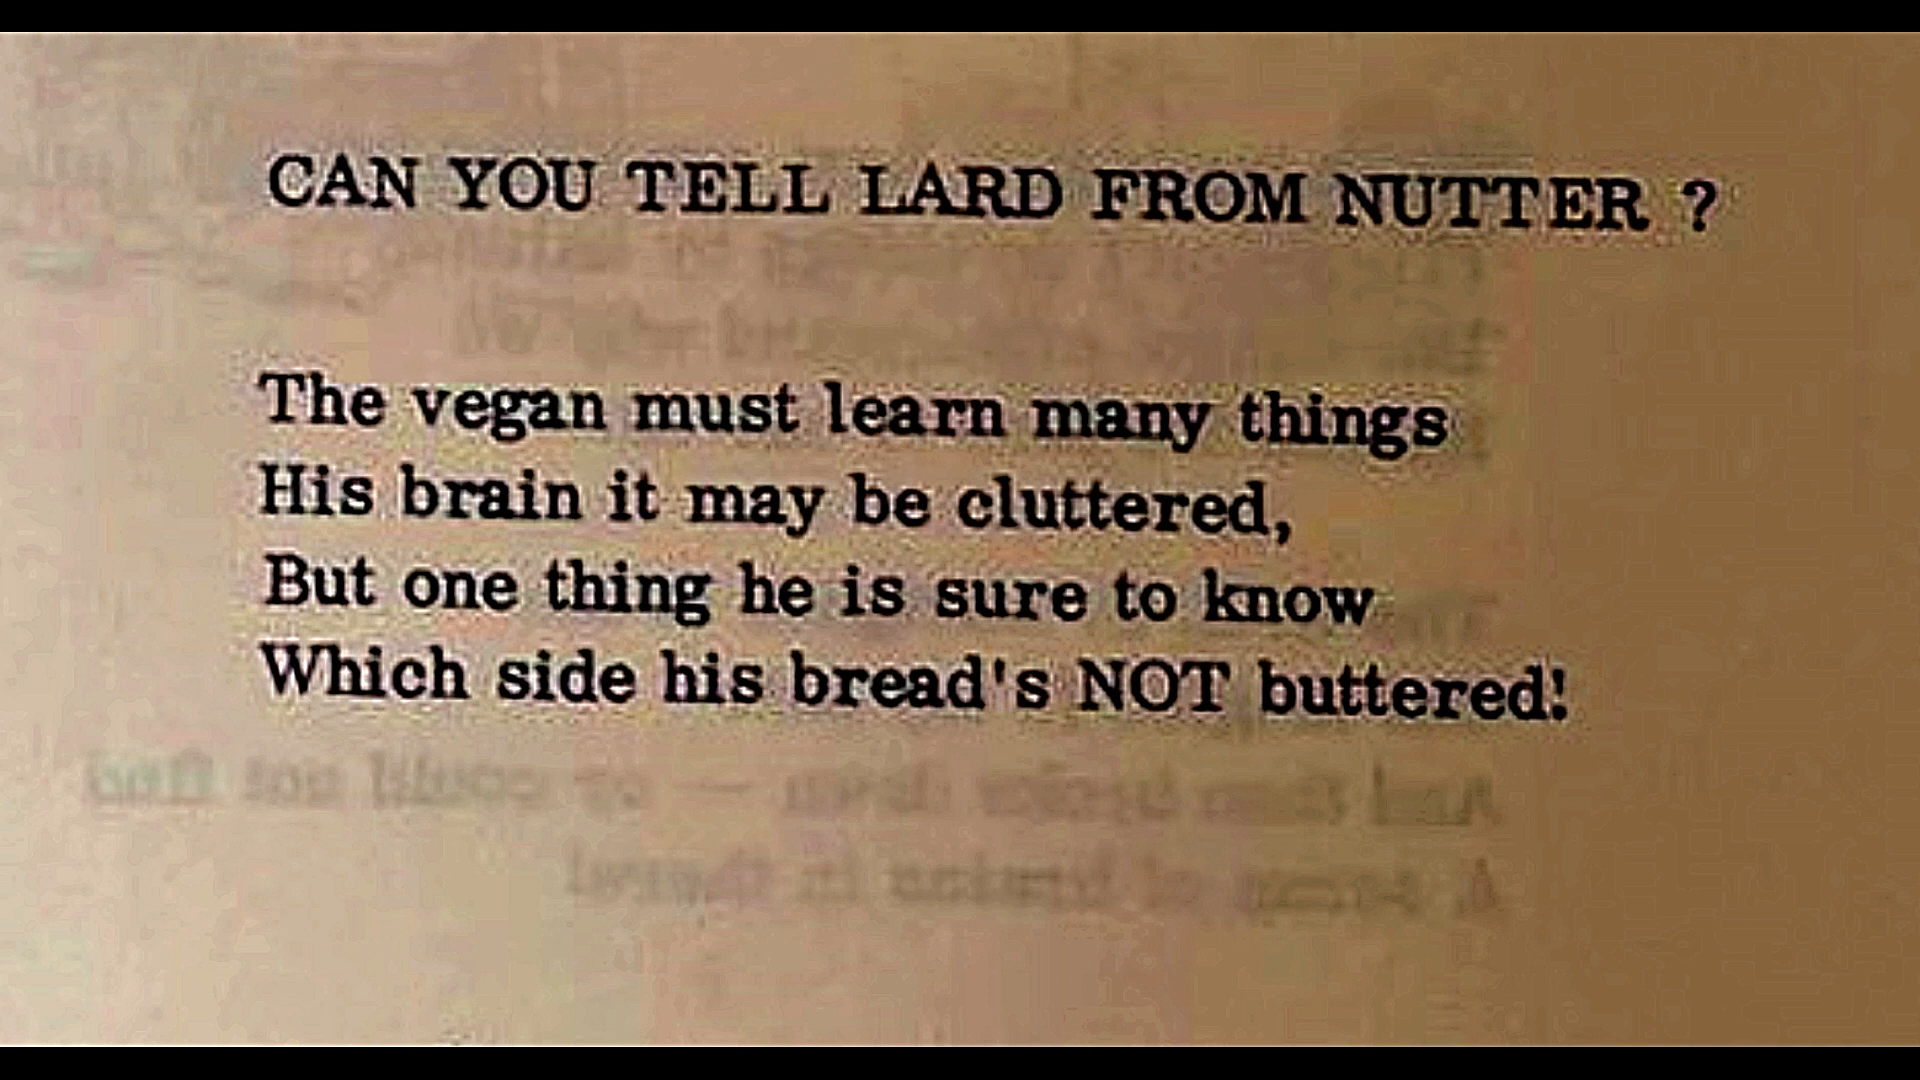 CAN YOU TELL LARD FROM NUTTER ?
The vegan must learn many things
His brain it may be cluttered,
But one thing he is sure to know
Which side his bread's NOT buttered!